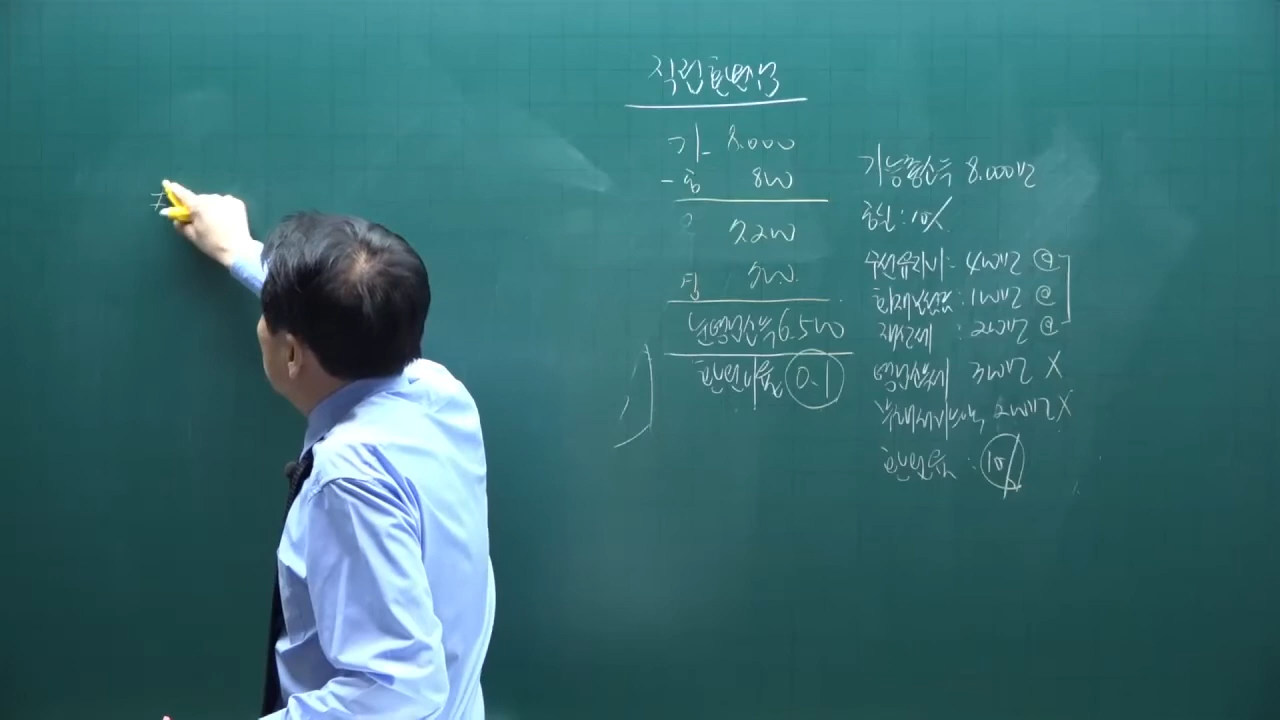 직접환원법
가 - 8.000
- 공 800
유 7.200
영 700
순영업소득 6.500
환원이율 0.1
가능총소득 8.000만
공실 : 10%
수선유지비 : 400만 @
화재보험료 : 100만 @
재산세 : 200만 @
영업소득세 300만 X
부채서비스액 200만 X
환원율 : 10%